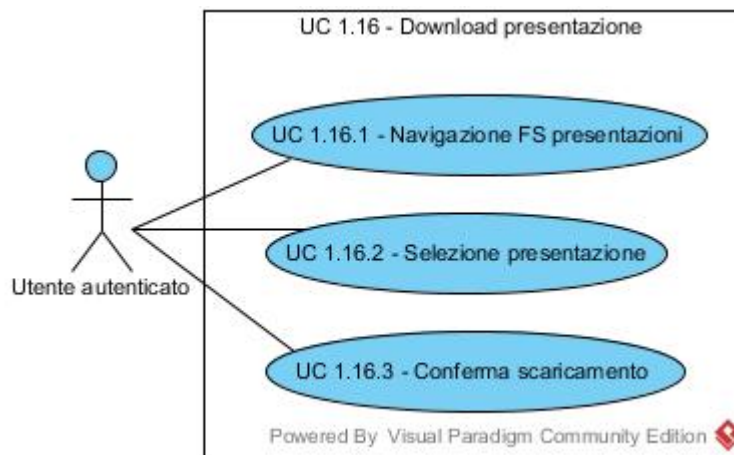 UC 1.16 - Download presentazione
UC 1.16.1 - Navigazione FS presentazioni
UC 1.16.2 - Selezione presentazione
Utente autenticato
UC 1.16.3 - Conferma scaricamento
Powered By Visual Paradigm Community Edition